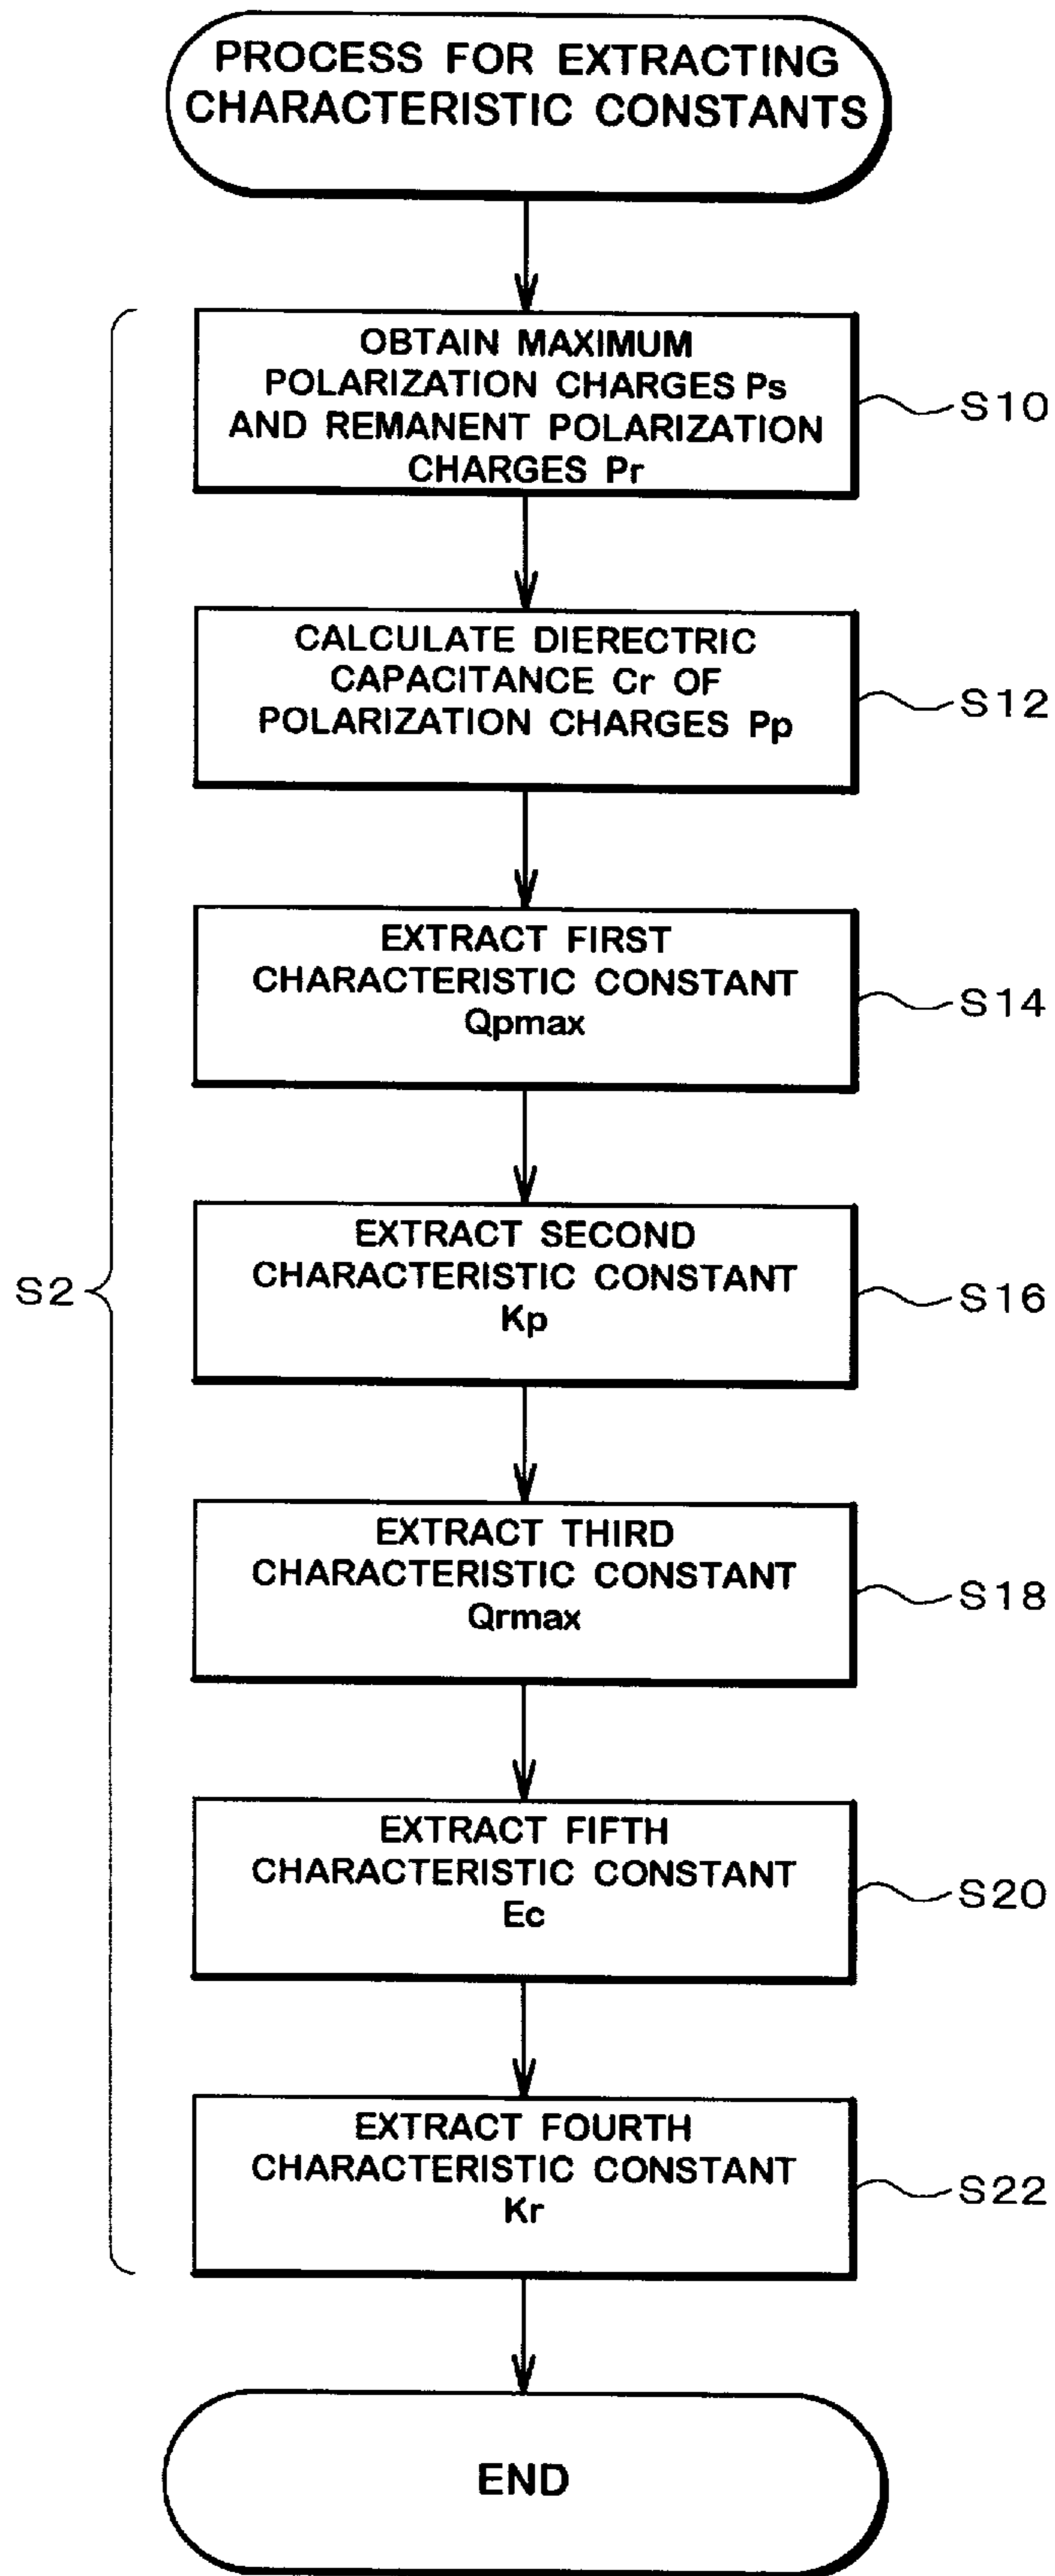 PROCESS FOR EXTRACTING
CHARACTERISTIC CONSTANTS
OBTAIN MAXIMUM
POLARIZATION CHARGES Ps
AND REMANENT POLARIZATION
CHARGES Pr
S10
CALCULATE DIERECTRIC
CAPACITANCE Cr OF
POLARIZATION CHARGES Pp
S12
EXTRACT FIRST
CHARACTERISTIC CONSTANT
Qpmax
S14
S2
EXTRACT SECOND
CHARACTERISTIC CONSTANT
Kp
S16
EXTRACT THIRD
CHARACTERISTIC CONSTANT
Qrmax
S18
EXTRACT FIFTH
CHARACTERISTIC CONSTANT
Ec
S20
EXTRACT FOURTH
CHARACTERISTIC CONSTANT
Kr
S22
END